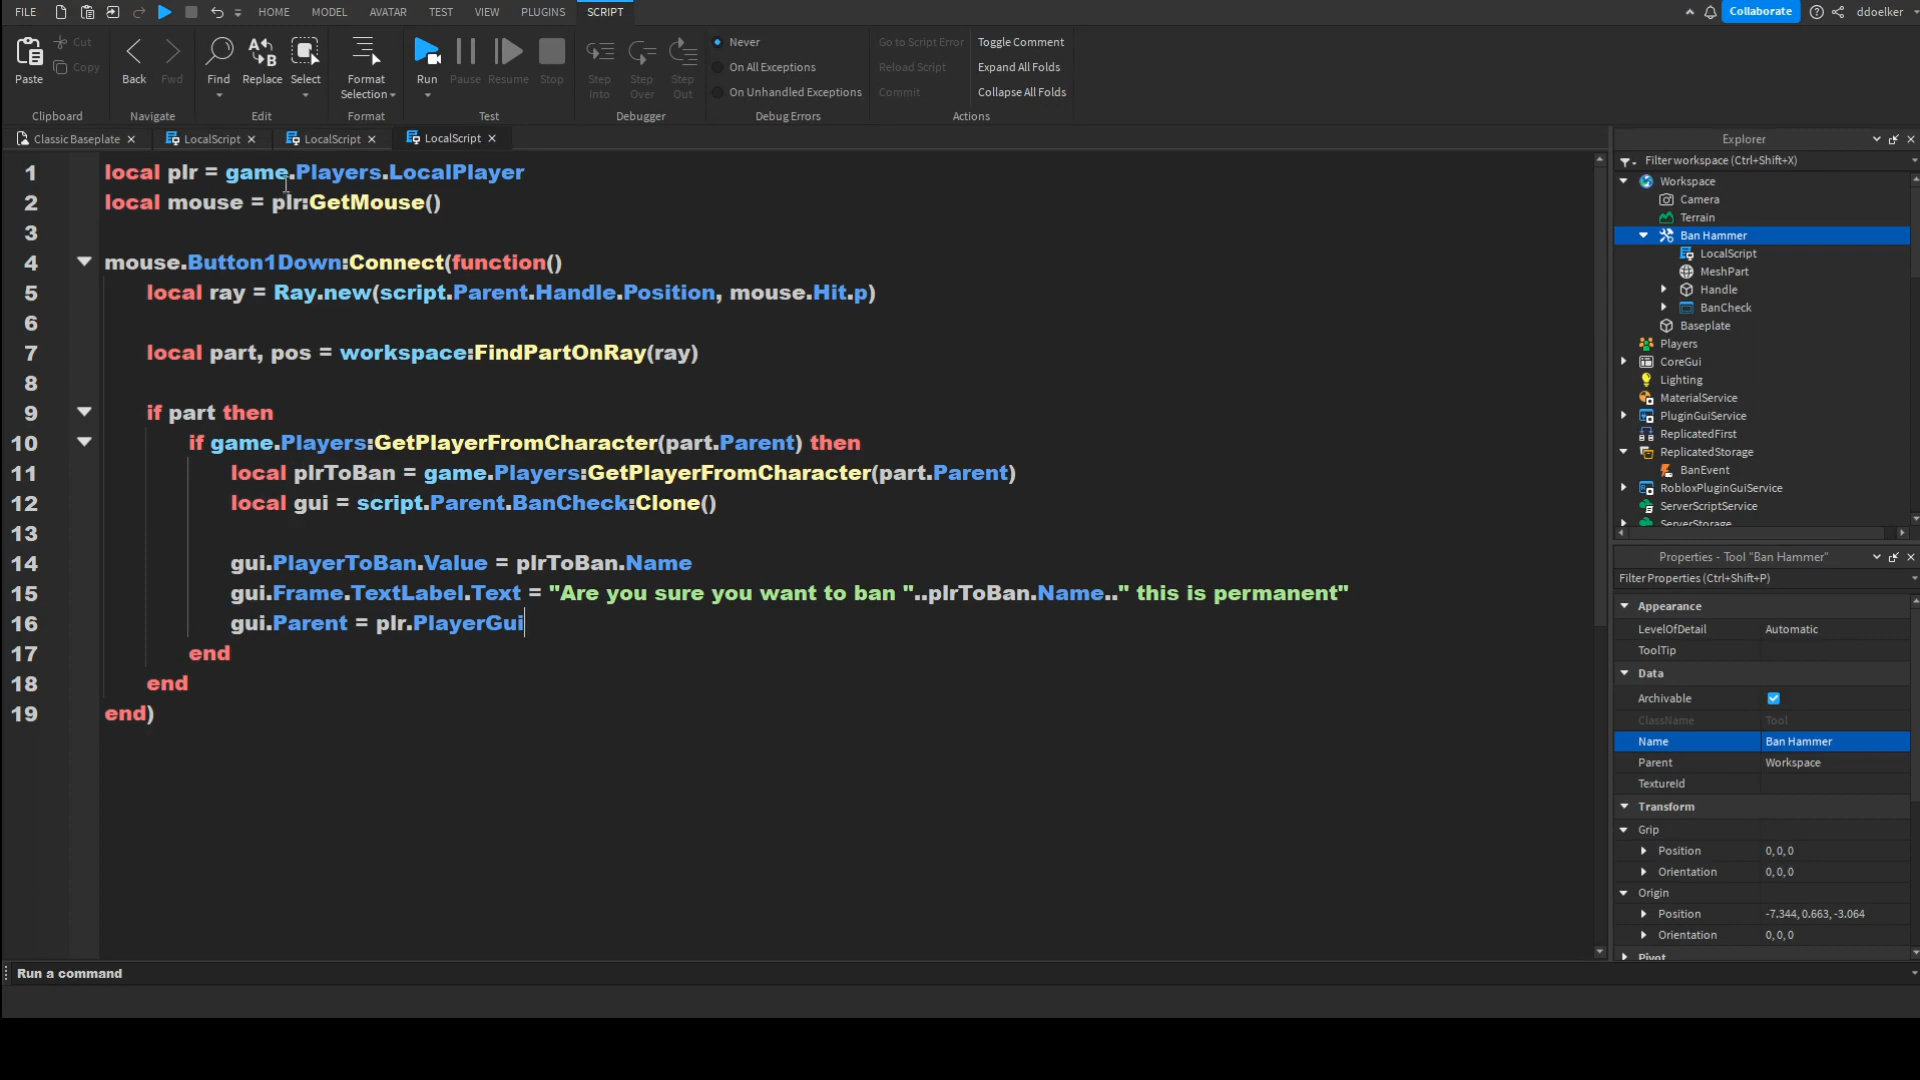 FILE HOME MODEL AVATAR TEST VIEW PLUGINS SCRIPT Collaborate ddoelker
Paste Cut Copy
Clipboard
Back Fwd
Navigate
Find Replace Select
Edit
Format Selection
Format
Run Pause Resume Stop
Test
Step Into Step Over Step Out
Debugger
Never
On All Exceptions
On Unhandled Exceptions
Debug Errors
Go to Script Error
Reload Script
Commit
Toggle Comment
Expand All Folds
Collapse All Folds
Actions
Classic Baseplate LocalScript LocalScript LocalScript
1 local plr = game.Players.LocalPlayer
2 local mouse = plr:GetMouse()
3
4 mouse.Button1Down:Connect(function()
5 local ray = Ray.new(script.Parent.Handle.Position, mouse.Hit.p)
6
7 local part, pos = workspace:FindPartOnRay(ray)
8
9 if part then
10 if game.Players:GetPlayerFromCharacter(part.Parent) then
11 local plrToBan = game.Players:GetPlayerFromCharacter(part.Parent)
12 local gui = script.Parent.BanCheck:Clone()
13
14 gui.PlayerToBan.Value = plrToBan.Name
15 gui.Frame.TextLabel.Text = "Are you sure you want to ban "..plrToBan.Name.." this is permanent"
16 gui.Parent = plr.PlayerGui
17 end
18 end
19 end)
Explorer
Filter workspace (Ctrl+Shift+X)
Workspace
Camera
Terrain
Ban Hammer
LocalScript
MeshPart
Handle
BanCheck
Baseplate
Players
CoreGui
Lighting
MaterialService
PluginGuiService
ReplicatedFirst
ReplicatedStorage
BanEvent
RobloxPluginGuiService
ServerScriptService
ServerStorage
Properties - Tool "Ban Hammer"
Filter Properties (Ctrl+Shift+P)
Appearance
LevelOfDetail Automatic
ToolTip
Data
Archivable
ClassName Tool
Name Ban Hammer
Parent Workspace
TextureId
Transform
Grip
Position 0, 0, 0
Orientation 0, 0, 0
Origin
Position -7.344, 0.663, -3.064
Orientation 0, 0, 0
Pivot
Run a command